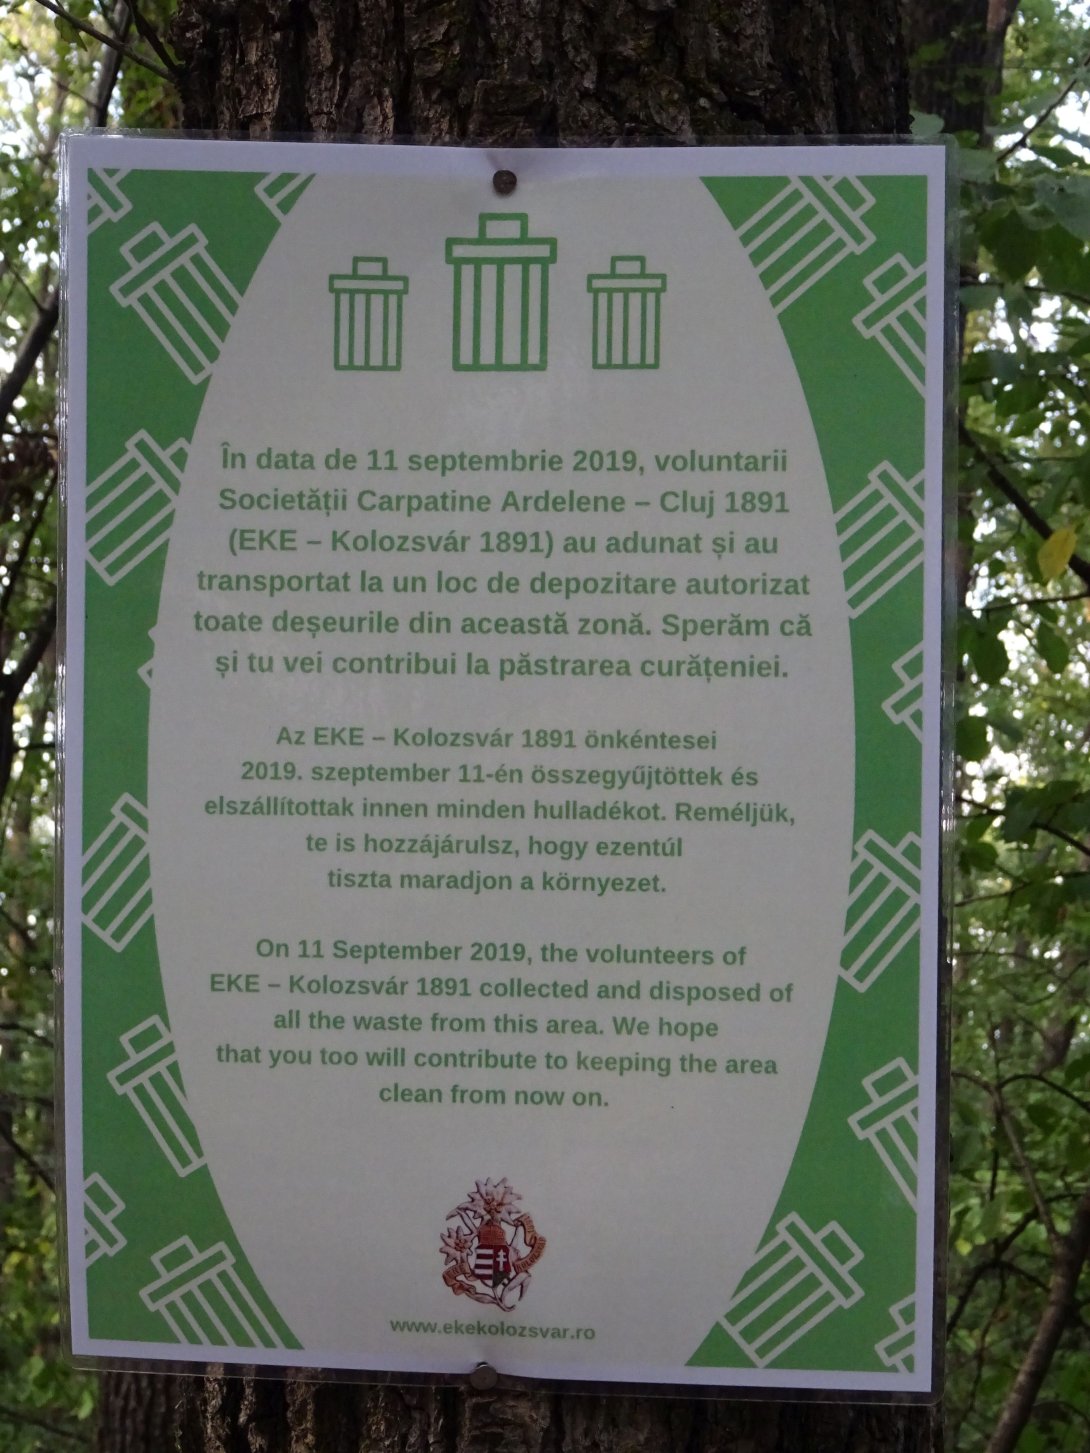 În data de 11 septembrie 2019, voluntarii
Societății Carpatine Ardelene – Cluj 1891
(EKE – Kolozsvár 1891) au adunat și au
transportat la un loc de depozitare autorizat
toate deșeurile din această zonă. Sperăm că
și tu vei contribui la păstrarea curățeniei.
Az EKE – Kolozsvár 1891 önkéntesei
2019. szeptember 11-én összegyűjtöttek és
elszállítottak innen minden hulladékot. Reméljük,
te is hozzájárulsz, hogy ezentúl
tiszta maradjon a környezet.
On 11 September 2019, the volunteers of
EKE – Kolozsvár 1891 collected and disposed of
all the waste from this area. We hope
that you too will contribute to keeping the area
clean from now on.
www.ekekolozsvar.ro